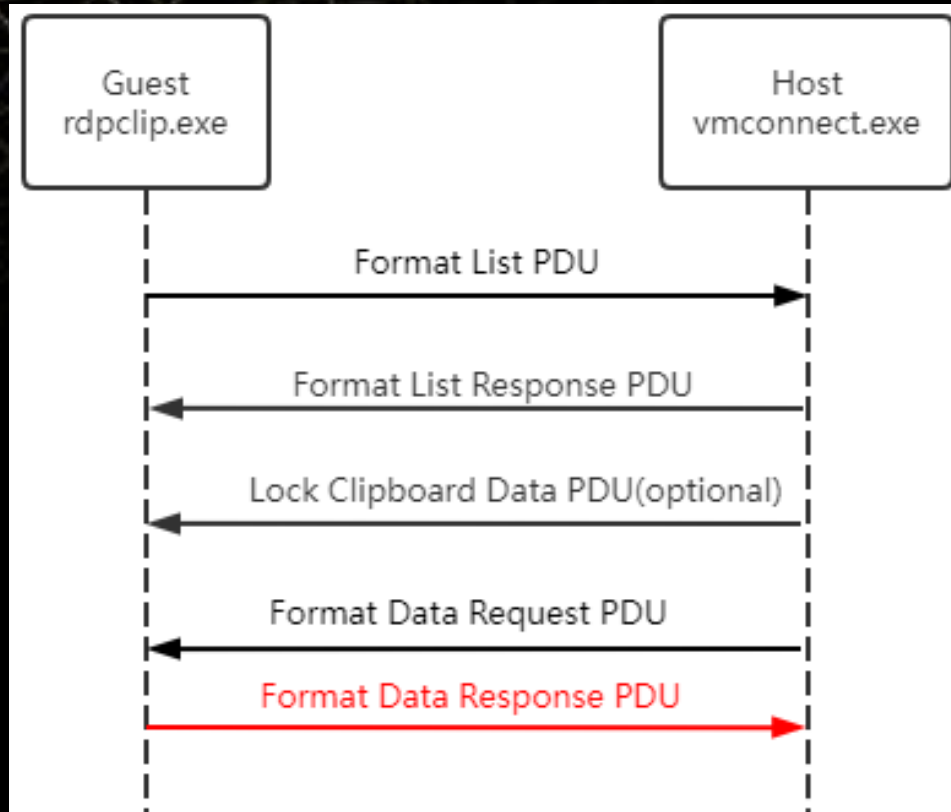 Guest
rdpclip.exe
Host
vmconnect.exe
Format List PDU
Format List Response PDU
Lock Clipboard Data PDU(optional)
Format Data Request PDU
Format Data Response PDU